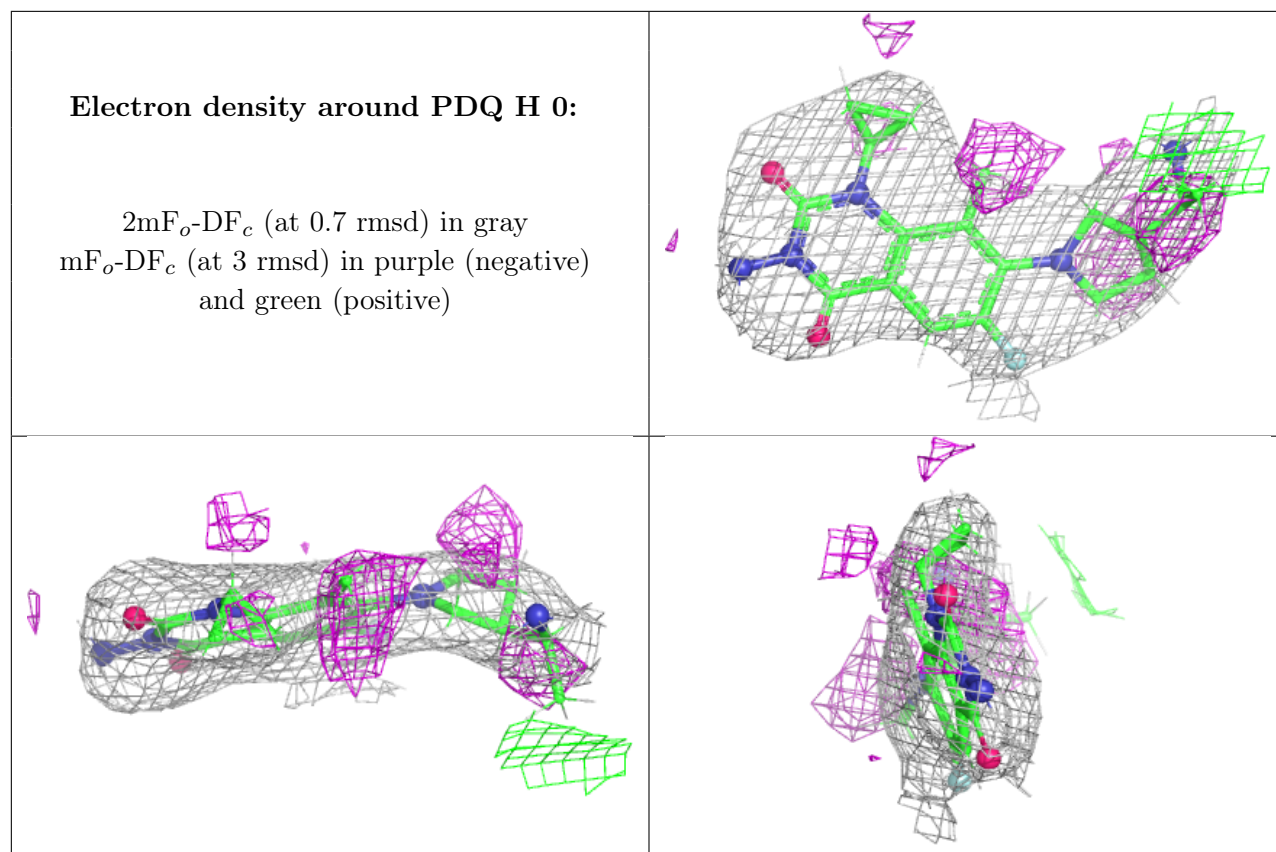 Electron density around PDQ H 0:
2mFo-DFc (at 0.7 rmsd) in gray
mFo-DFc (at 3 rmsd) in purple (negative)
and green (positive)